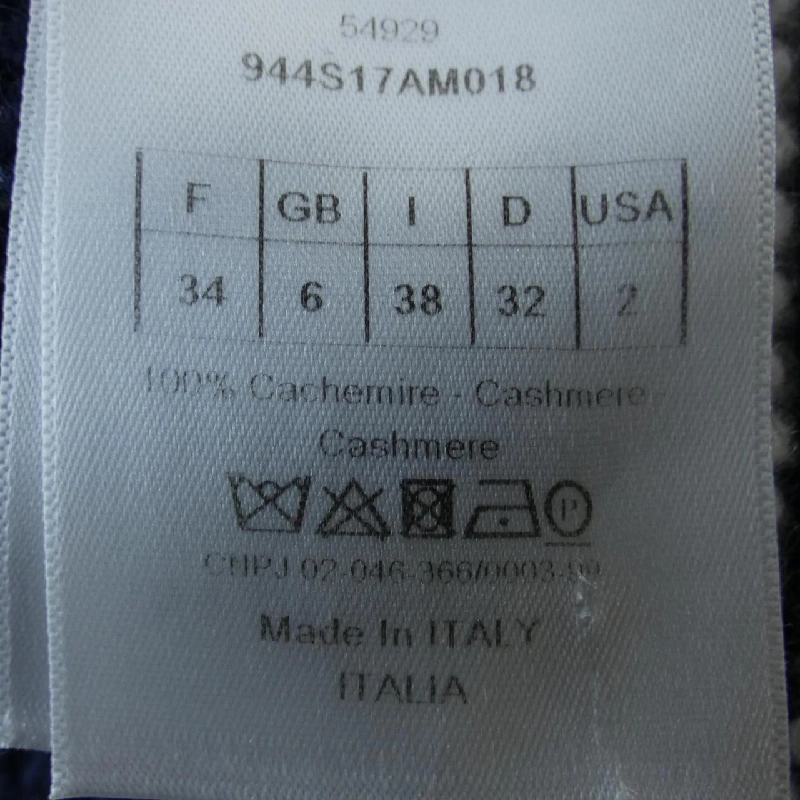 54929
944S17AM018
F GB I D USA
34 6 38 32 2
100% Cachemire - Cashmere -
Cashmere
P
CNPJ 02-046-366/0003-99
Made In ITALY
ITALIA